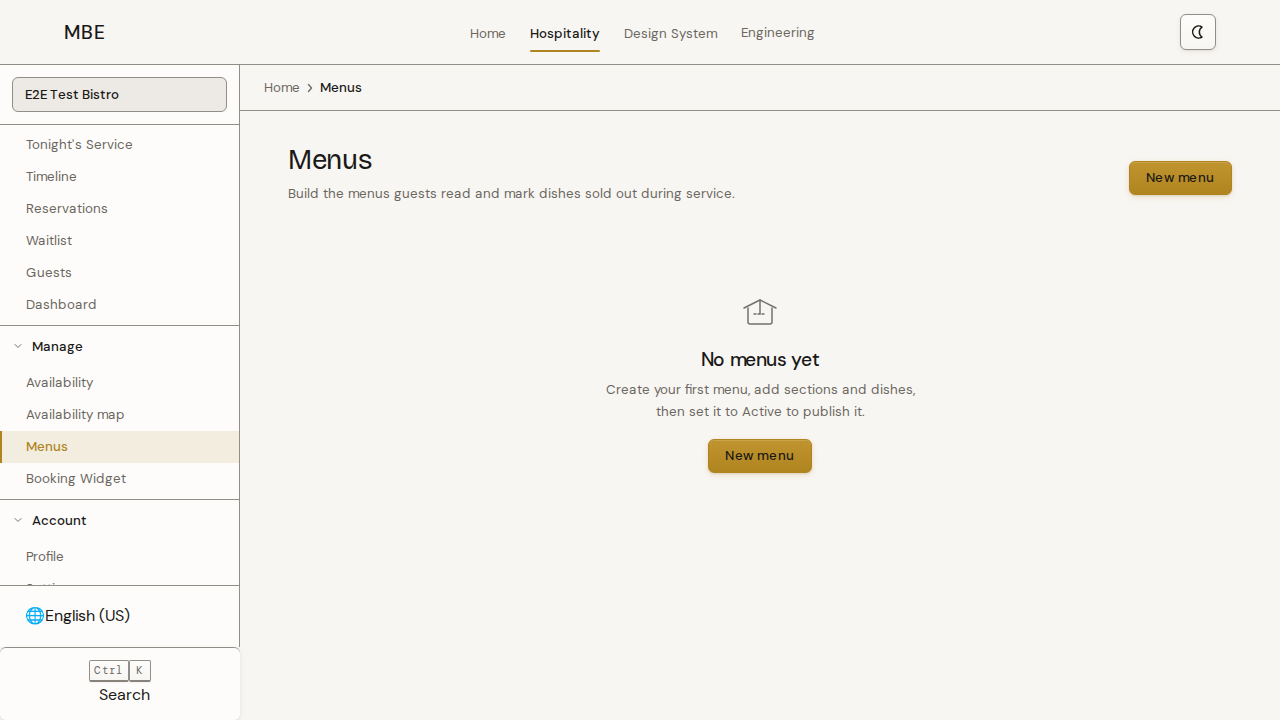 MBE
Home
Hospitality
Design System
Engineering
E2E Test Bistro
Tonight's Service
Timeline
Reservations
Waitlist
Guests
Dashboard
Manage
Availability
Availability map
Menus
Booking Widget
Account
Profile
English (US)
Ctrl K
Search
Home > Menus
Menus
Build the menus guests read and mark dishes sold out during service.
New menu
No menus yet
Create your first menu, add sections and dishes,
then set it to Active to publish it.
New menu